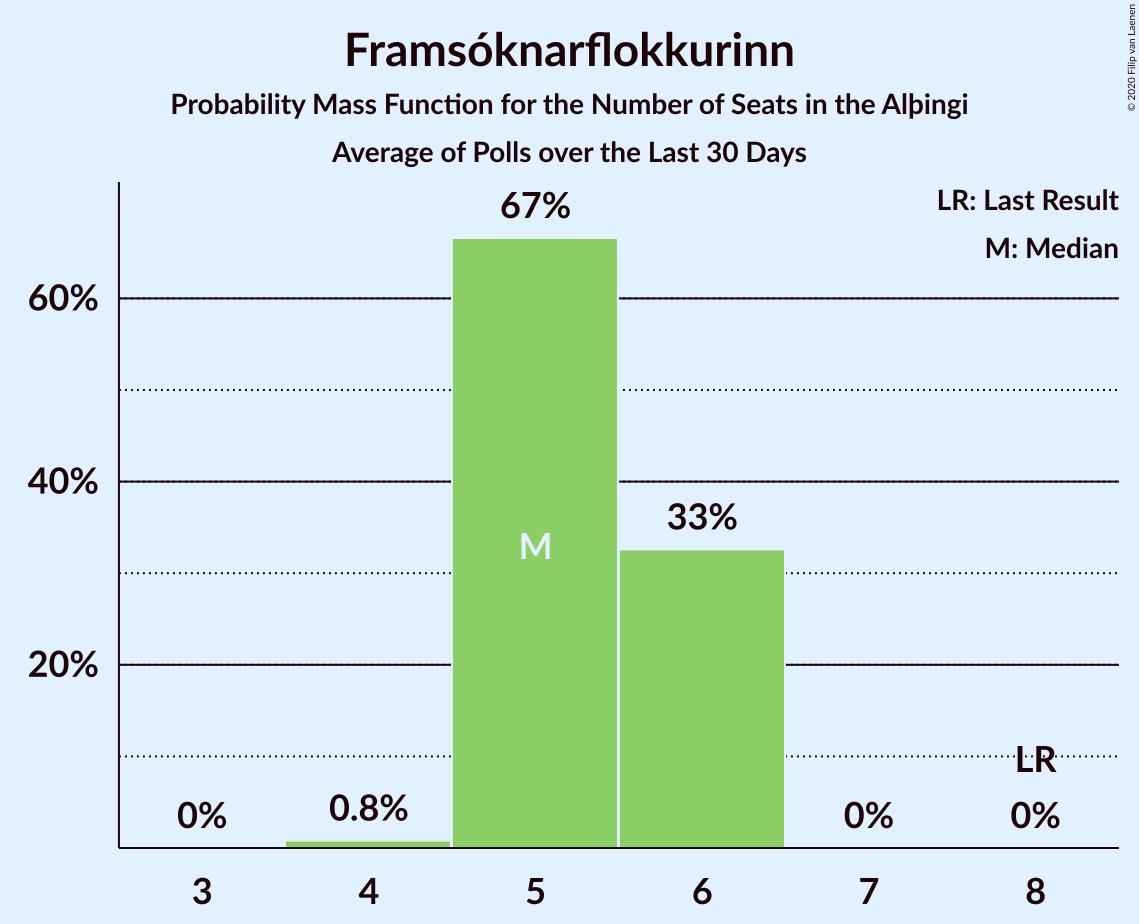 Framsóknarflokkurinn
Probability Mass Function for the Number of Seats in the Alþingi
Average of Polls over the Last 30 Days
© 2020 Filip van Laenen
LR: Last Result
M: Median
67%
60%
40%
33%
M
20%
LR
0%
0.8%
0%
0%
3
4
5
6
7
8